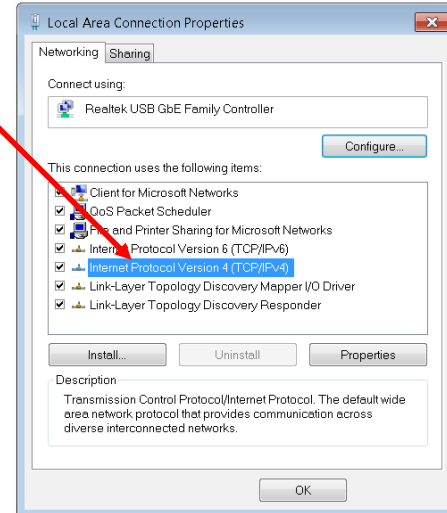 Local Area Connection Properties
Networking Sharing
Connect using:
Realtek USB GbE Family Controller
Configure...
This connection uses the following items:
Client for Microsoft Networks
QoS Packet Scheduler
File and Printer Sharing for Microsoft Networks
Internet Protocol Version 6 (TCP/IPv6)
Internet Protocol Version 4 (TCP/IPv4)
Link-Layer Topology Discovery Mapper I/O Driver
Link-Layer Topology Discovery Responder
Install... Uninstall Properties
Description
Transmission Control Protocol/Internet Protocol. The default wide
area network protocol that provides communication across
diverse interconnected networks.
OK